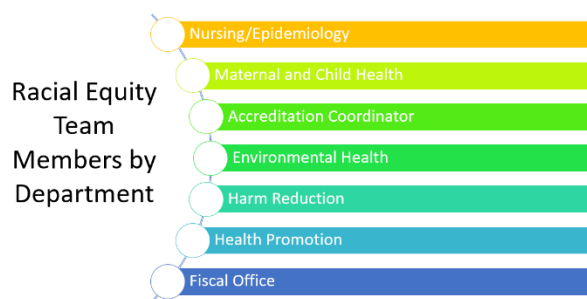 Racial Equity
Team
Members by
Department
Nursing/Epidemiology
Maternal and Child Health
Accreditation Coordinator
Environmental Health
Harm Reduction
Health Promotion
Fiscal Office